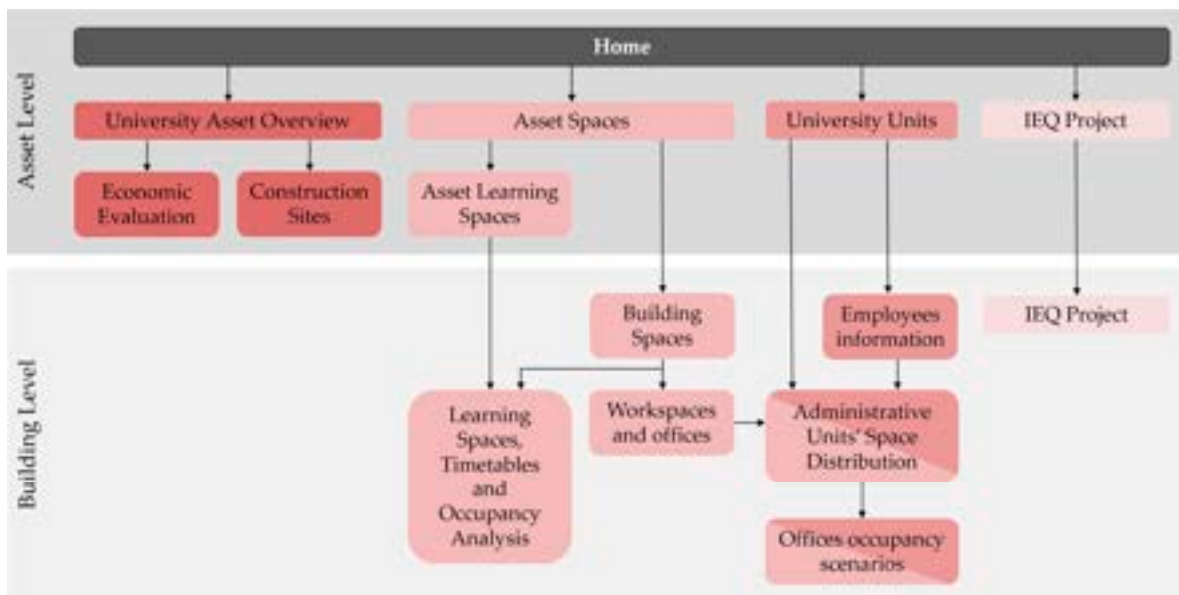 Home
Asset Level
University Asset Overview
Asset Spaces
University Units
IEQ Project
Economic
Evaluation
Construction
Sites
Asset Learning
Spaces
Building Level
Building
Spaces
Employees
information
IEQ Project
Learning
Spaces,
Timetables
and
Occupancy
Analysis
Workspaces
and offices
Administrative
Units' Space
Distribution
Offices occupancy
scenarios